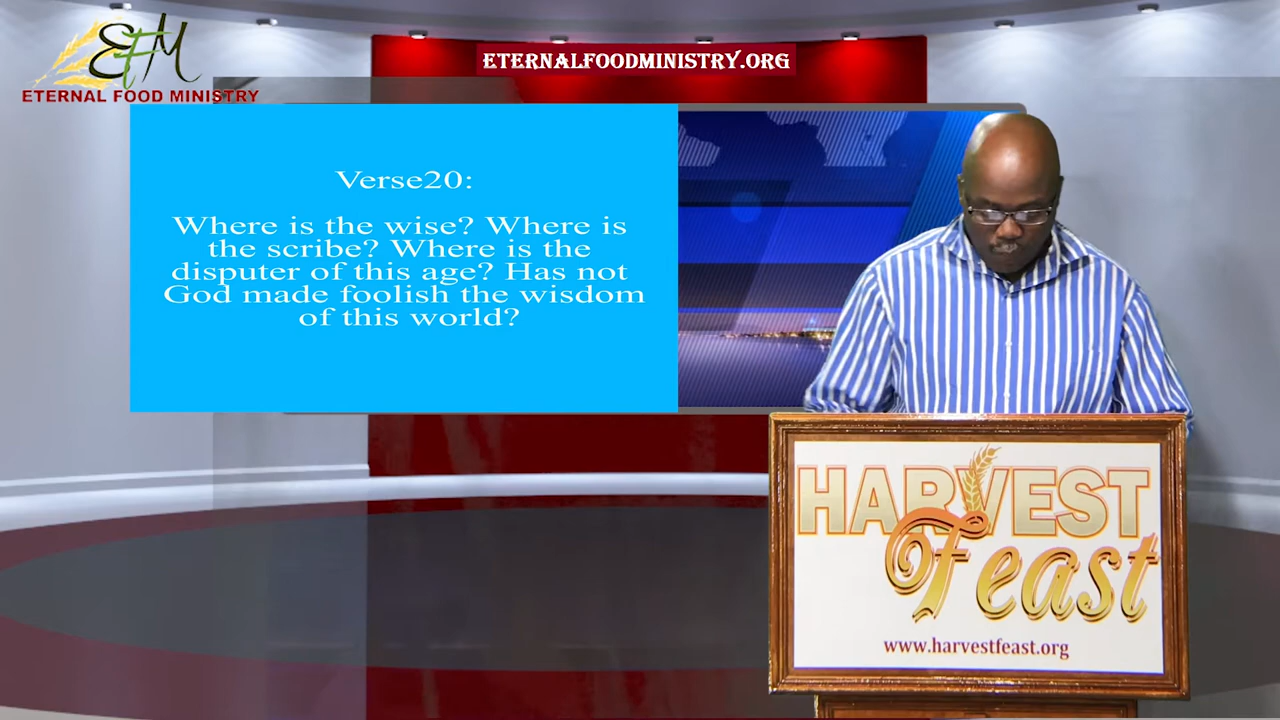 EFM
ETERNAL FOOD MINISTRY
ETERNALFOODMINISTRY.ORG
Verse20:
Where is the wise? Where is
the scribe? Where is the
disputer of this age? Has not
God made foolish the wisdom
of this world?
HARVEST
Feast
www.harvestfeast.org